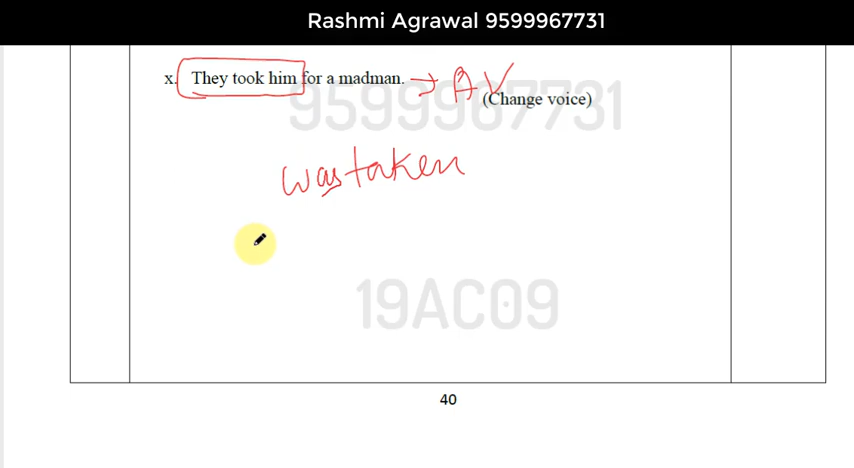 Rashmi Agrawal 9599967731
x. They took him for a madman. → AV
(Change voice)
9599967731
was taken
19AC09
40